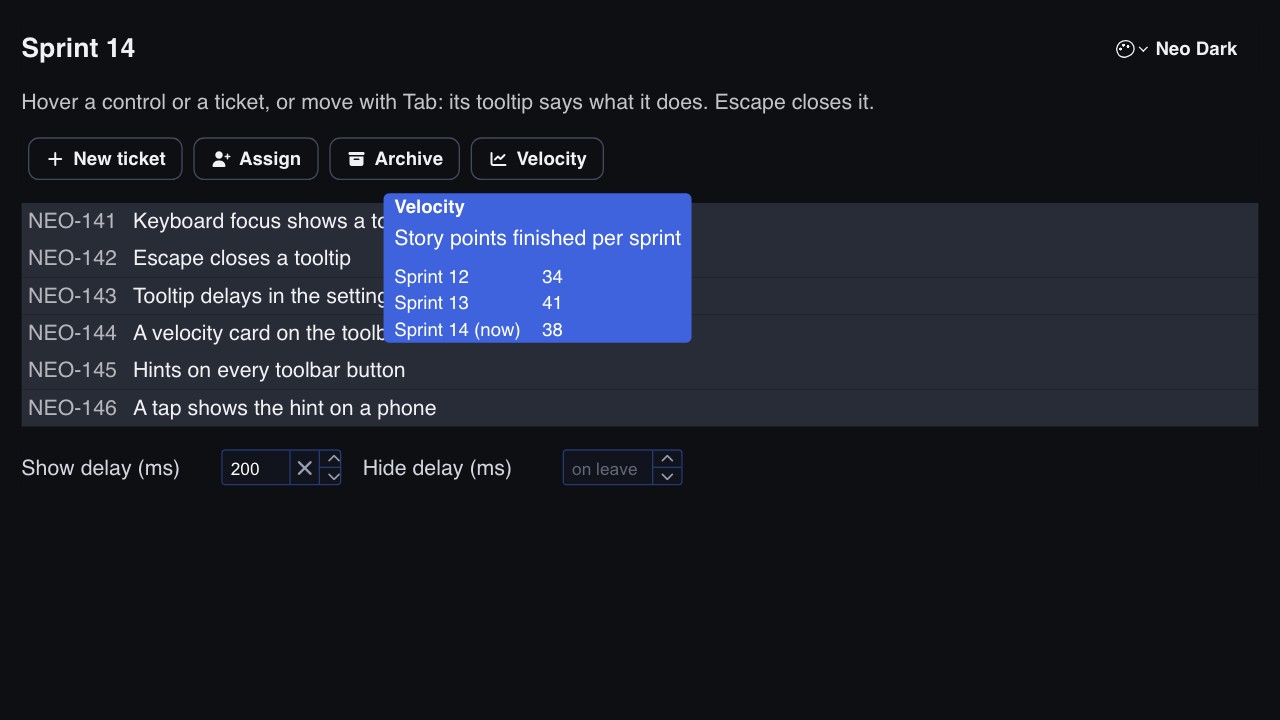 Sprint 14
Neo Dark
Hover a control or a ticket, or move with Tab: its tooltip says what it does. Escape closes it.
New ticket
Assign
Archive
Velocity
NEO-141 Keyboard focus shows a
NEO-142 Escape closes a tooltip
NEO-143 Tooltip delays in the
NEO-144 A velocity card on the
NEO-145 Hints on every toolbar button
NEO-146 A tap shows the hint on a phone
Velocity
Story points finished per sprint
Sprint 12 34
Sprint 13 41
Sprint 14 (now) 38
Show delay (ms) 200
Hide delay (ms) on leave